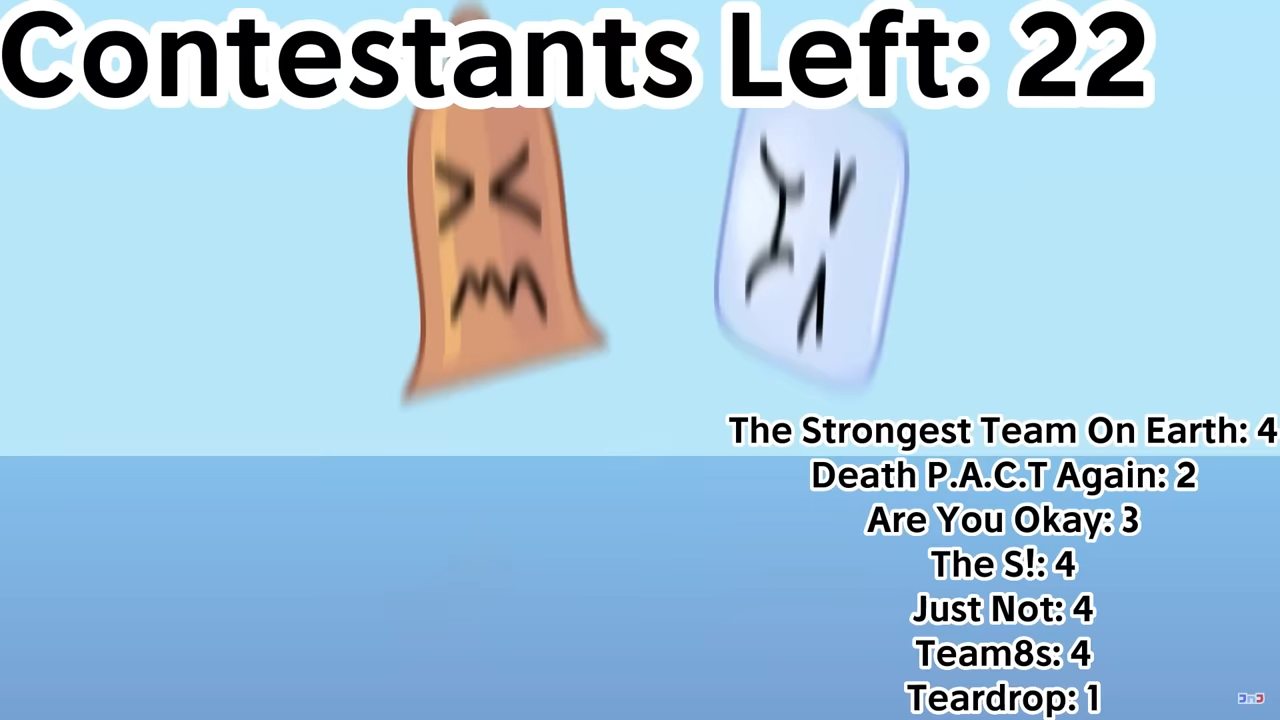 Contestants Left: 22
The Strongest Team On Earth: 4
Death P.A.C.T Again: 2
Are You Okay: 3
The S!: 4
Just Not: 4
Team8s: 4
Teardrop: 1